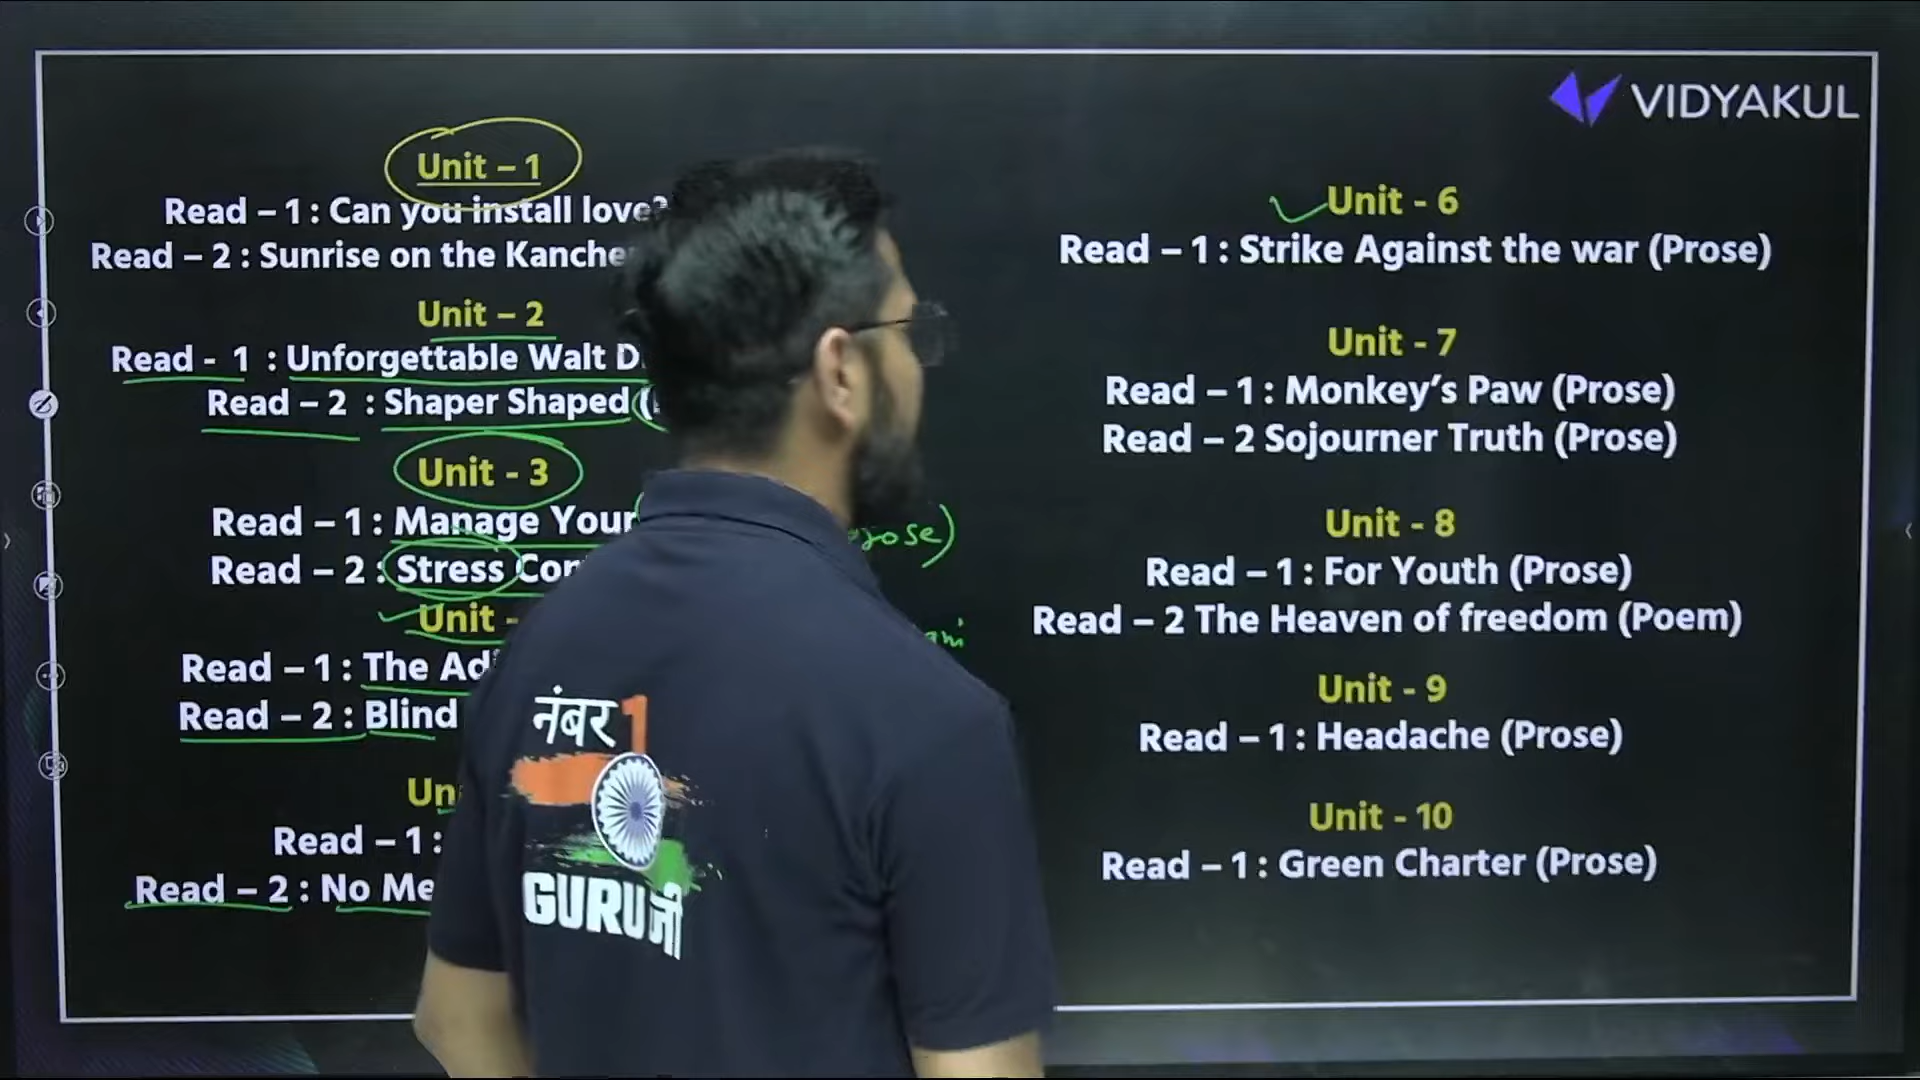 VIDYAKUL
Unit – 1
Read – 1 : Can you install love?
Read – 2 : Sunrise on the
Unit – 2
Read - 1 : Unforgettable Walt
Read – 2 : Shaper Shaped
Unit - 3
Read – 1 : Manage Your
Read – 2 : Stress
Unit -
Read – 1 : The
Read – 2 : Blind
Read – 1 :
Read – 2 : No
Unit - 6
Read – 1 : Strike Against the war (Prose)
Unit - 7
Read – 1 : Monkey’s Paw (Prose)
Read – 2 Sojourner Truth (Prose)
Unit - 8
Read – 1 : For Youth (Prose)
Read – 2 The Heaven of freedom (Poem)
Unit - 9
Read – 1 : Headache (Prose)
Unit - 10
Read – 1 : Green Charter (Prose)
नंबर 1
GURUजी